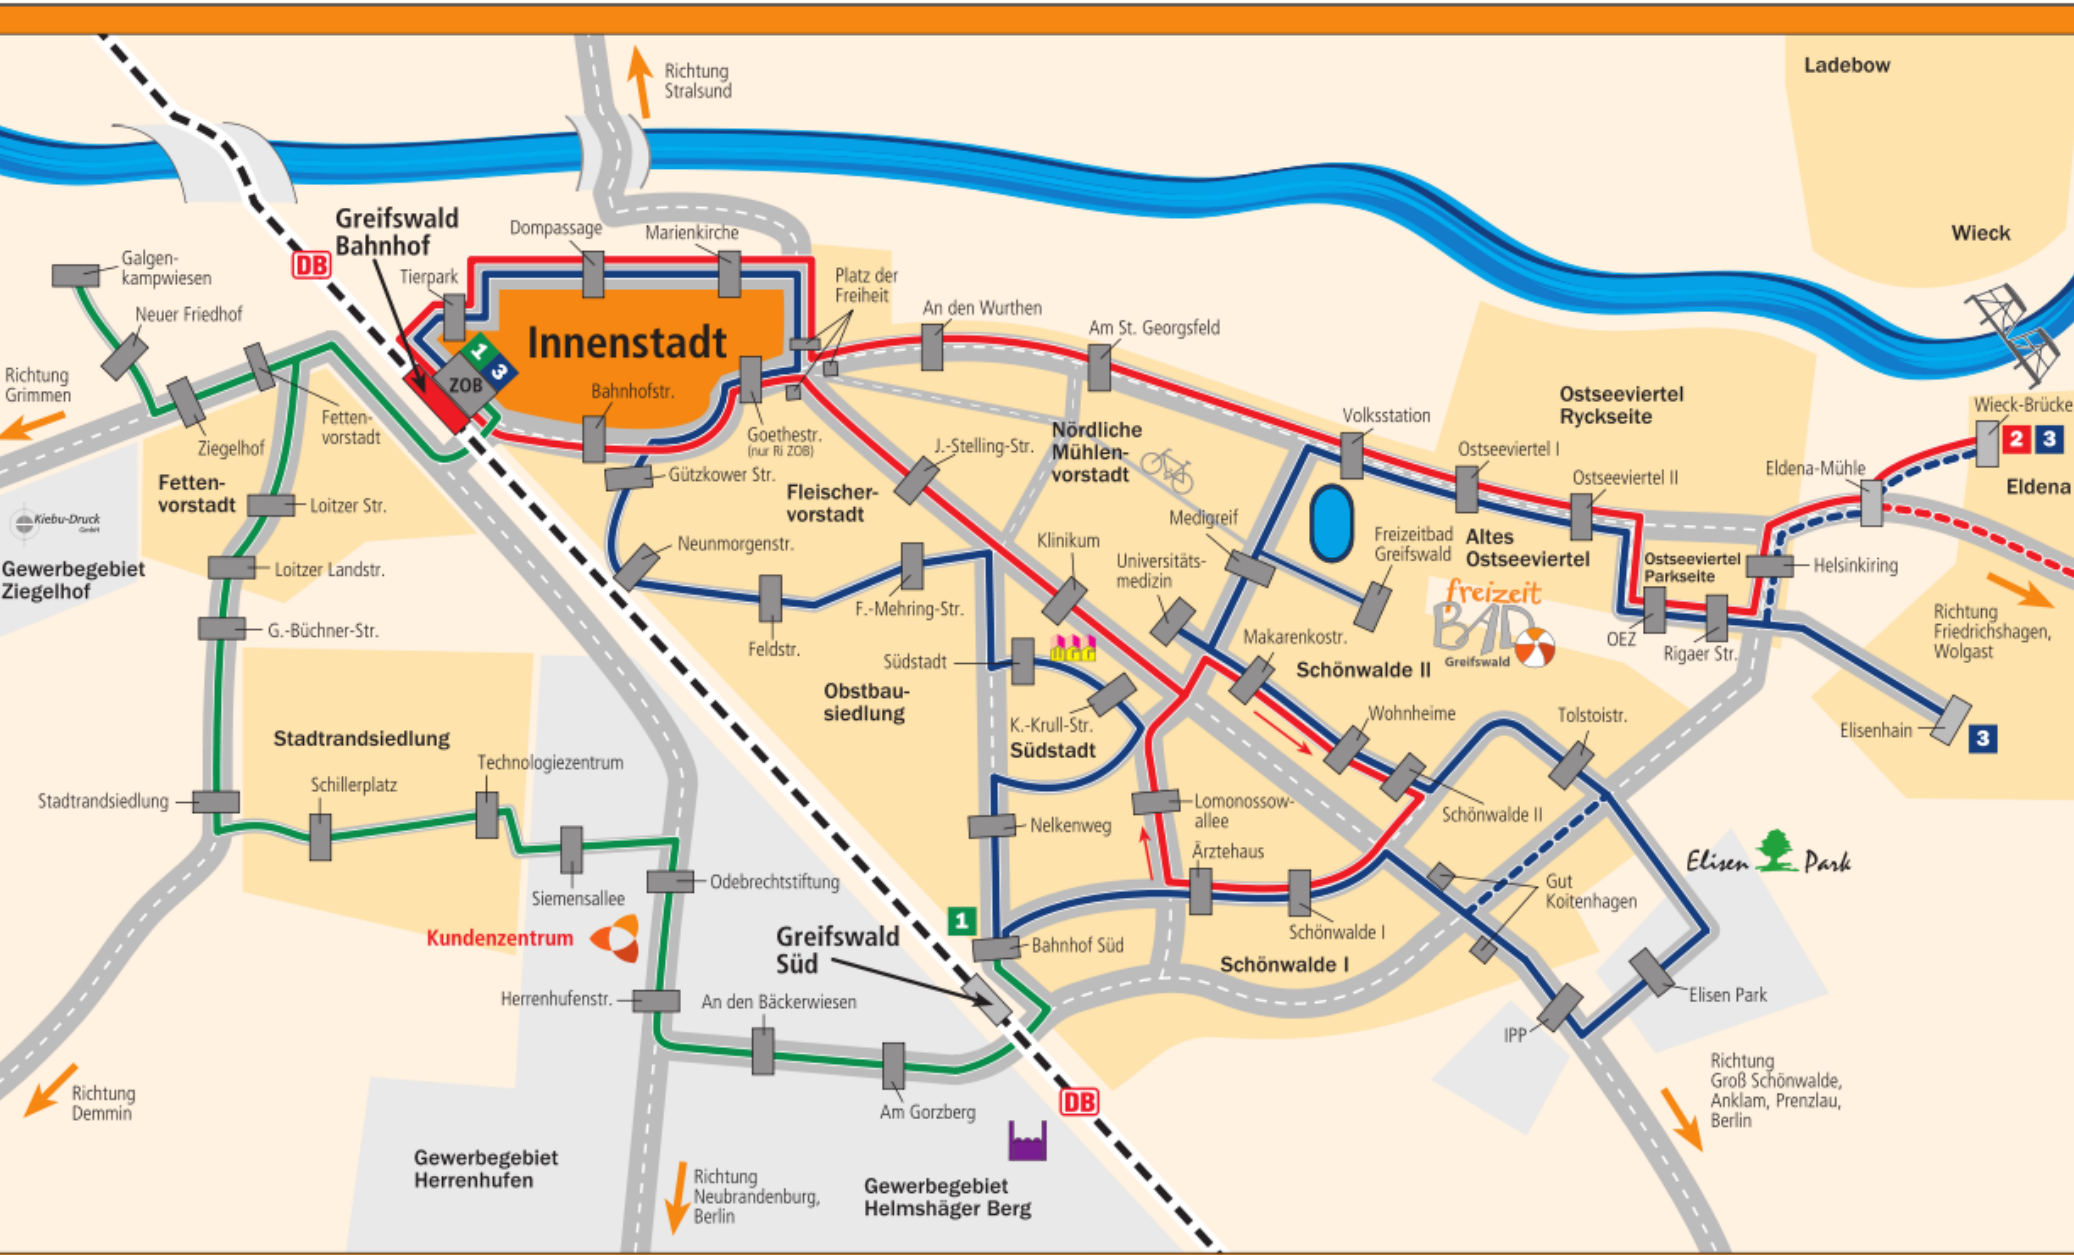 Ladebow
Richtung
Stralsund
Wieck
Greifswald
Bahnhof
Dompassage
Marienkirche
DB
Galgen-
kampwiesen
Tierpark
Platz der
Freiheit
Neuer Friedhof
An den Wurthen
Am St. Georgsfeld
Innenstadt
1
3
ZOB
Richtung
Grimmen
Bahnhofstr.
Ostseeviertel
Ryckseite
Wieck-Brücke
2
3
Volksstation
Fetten-
vorstadt
Ziegelhof
Goethestr.
(nur Ri ZOB)
J.-Stelling-Str.
Nördliche
Mühlen-
vorstadt
Ostseeviertel I
Ostseeviertel II
Eldena-Mühle
Eldena
Fetten-
vorstadt
Loitzer Str.
Gützkower Str.
Fleischer-
vorstadt
Kiebu-Druck
GmbH
Medigreif
Freizeitbad
Greifswald
Altes
Ostseeviertel
Neunmorgenstr.
Klinikum
Universitäts-
medizin
Ostseeviertel
Parkseite
Helsinkiring
Gewerbegebiet
Ziegelhof
Loitzer Landstr.
freizeit
BAD
Greifswald
F.-Mehring-Str.
Richtung
Friedrichshagen,
Wolgast
G.-Büchner-Str.
Feldstr.
Südstadt
Makarenkostr.
Schönwalde II
OEZ
Rigaer Str.
Obstbau-
siedlung
K.-Krull-Str.
Südstadt
Wohnheime
Tolstoistr.
Elisenhain
3
Stadtrandsiedlung
Technologiezentrum
Schillerplatz
Stadtrandsiedlung
Lomonossow-
allee
Schönwalde II
Nelkenweg
Ärztehaus
Elisen Park
Siemensallee
Odebrechtstiftung
Gut
Koitenhagen
Kundenzentrum
1
Greifswald
Süd
Bahnhof Süd
Schönwalde I
Schönwalde I
Herrenhufenstr.
An den Bäckerwiesen
Elisen Park
IPP
Richtung
Demmin
Am Gorzberg
DB
Richtung
Groß Schönwalde,
Anklam, Prenzlau,
Berlin
Gewerbegebiet
Herrenhufen
Richtung
Neubrandenburg,
Berlin
Gewerbegebiet
Helmshäger Berg